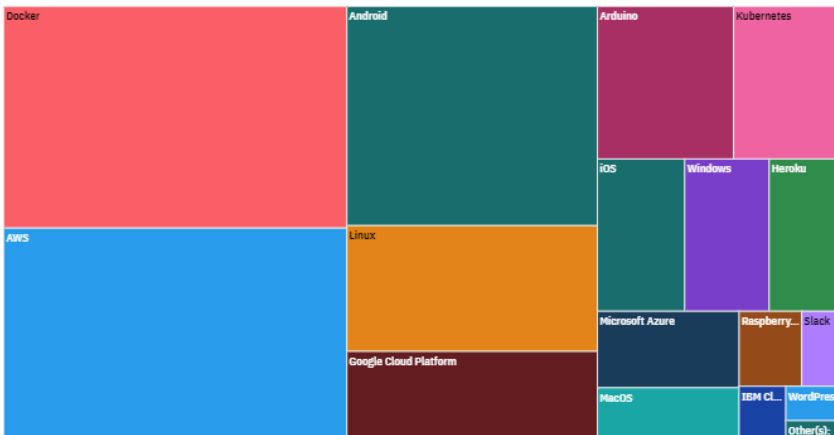 Docker
Android
Arduino
Kubernetes
iOS
Windows
Heroku
AWS
Linux
Microsoft Azure
Raspberry...
Slack
Google Cloud Platform
MacOS
IBM Cl...
WordPres
Other(s):